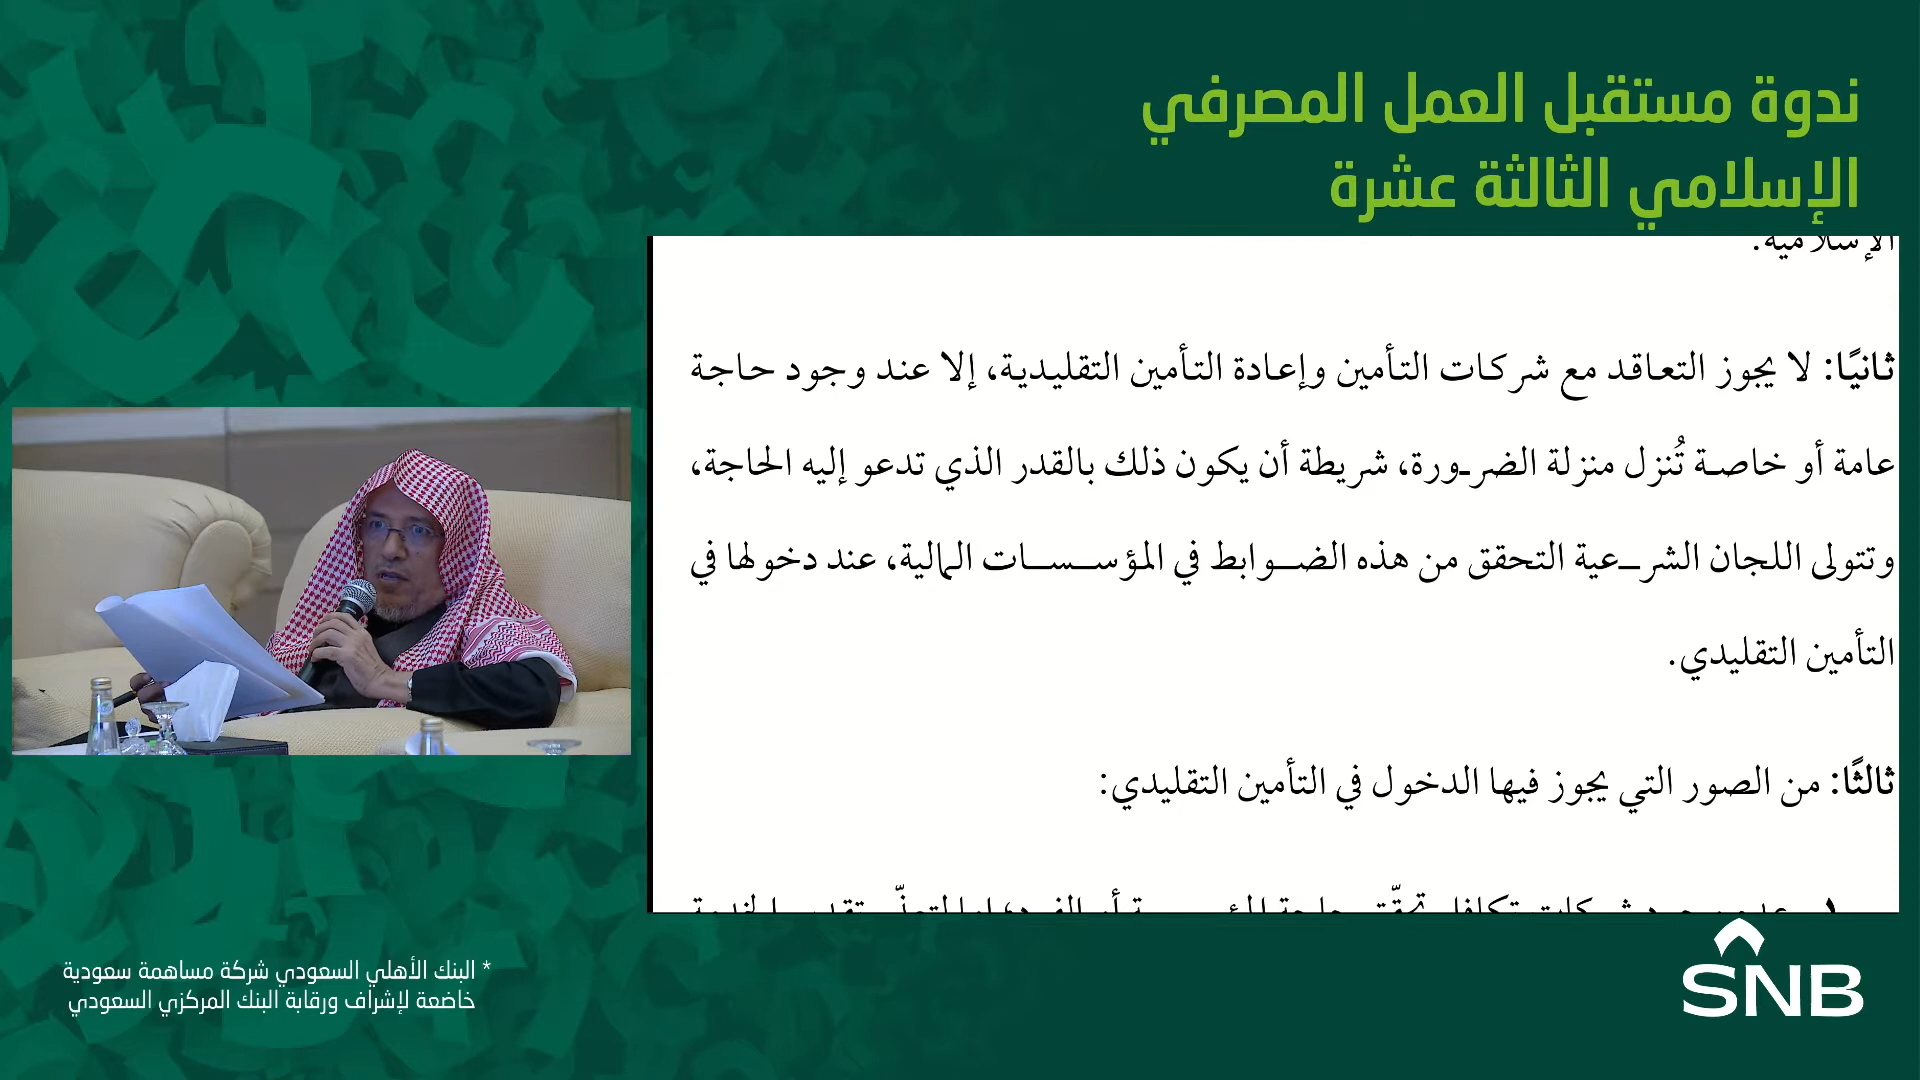 ندوة مستقبل العمل المصرفي
الإسلامي الثالثة عشرة
الإسلامية.
ثانيًا: لا يجوز التعاقد مع شركات التأمين وإعادة التأمين التقليدية، إلا عند وجود حاجة
عامة أو خاصة تُنزل منزلة الضرورة، شريطة أن يكون ذلك بالقدر الذي تدعو إليه الحاجة،
وتتولى اللجان الشرعية التحقق من هذه الضوابط في المؤسسات المالية، عند دخولها في
التأمين التقليدي.
ثالثًا: من الصور التي يجوز فيها الدخول في التأمين التقليدي:
* البنك الأهلي السعودي شركة مساهمة سعودية
خاضعة لإشراف ورقابة البنك المركزي السعودي
SNB